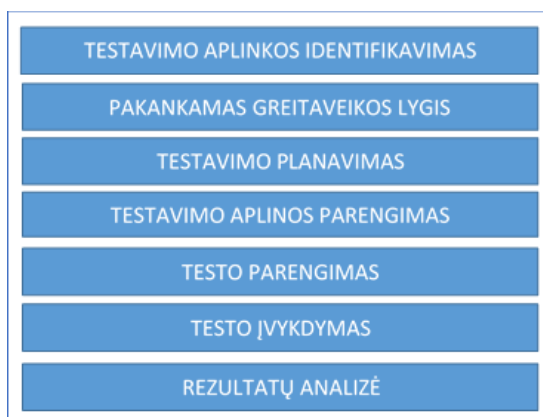 TESTAVIMO APLINKOS IDENTIFIKAVIMAS
PAKANKAMAS GREITAVEIKOS LYGIS
TESTAVIMO PLANAVIMAS
TESTAVIMO APLINOS PARENGIMAS
TESTO PARENGIMAS
TESTO ĮVYKDYMAS
REZULTATŲ ANALIZĖ